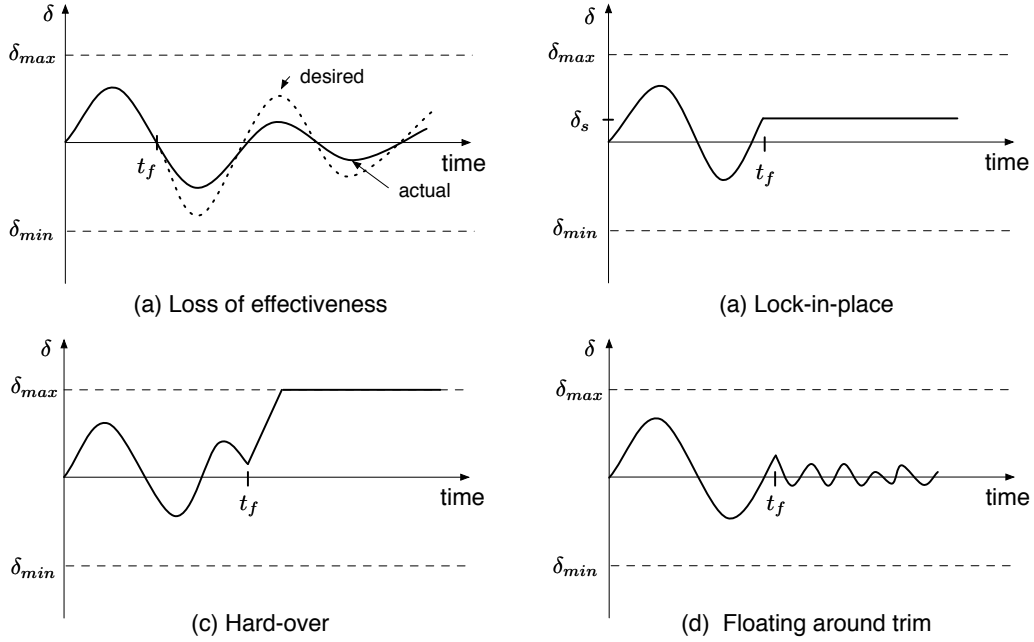 δ
δmax
desired
tf
time
actual
δmin
(a) Loss of effectiveness
δ
δmax
δs
tf
time
δmin
(a) Lock-in-place
δ
δmax
tf
time
δmin
(c) Hard-over
δ
δmax
tf
time
δmin
(d) Floating around trim